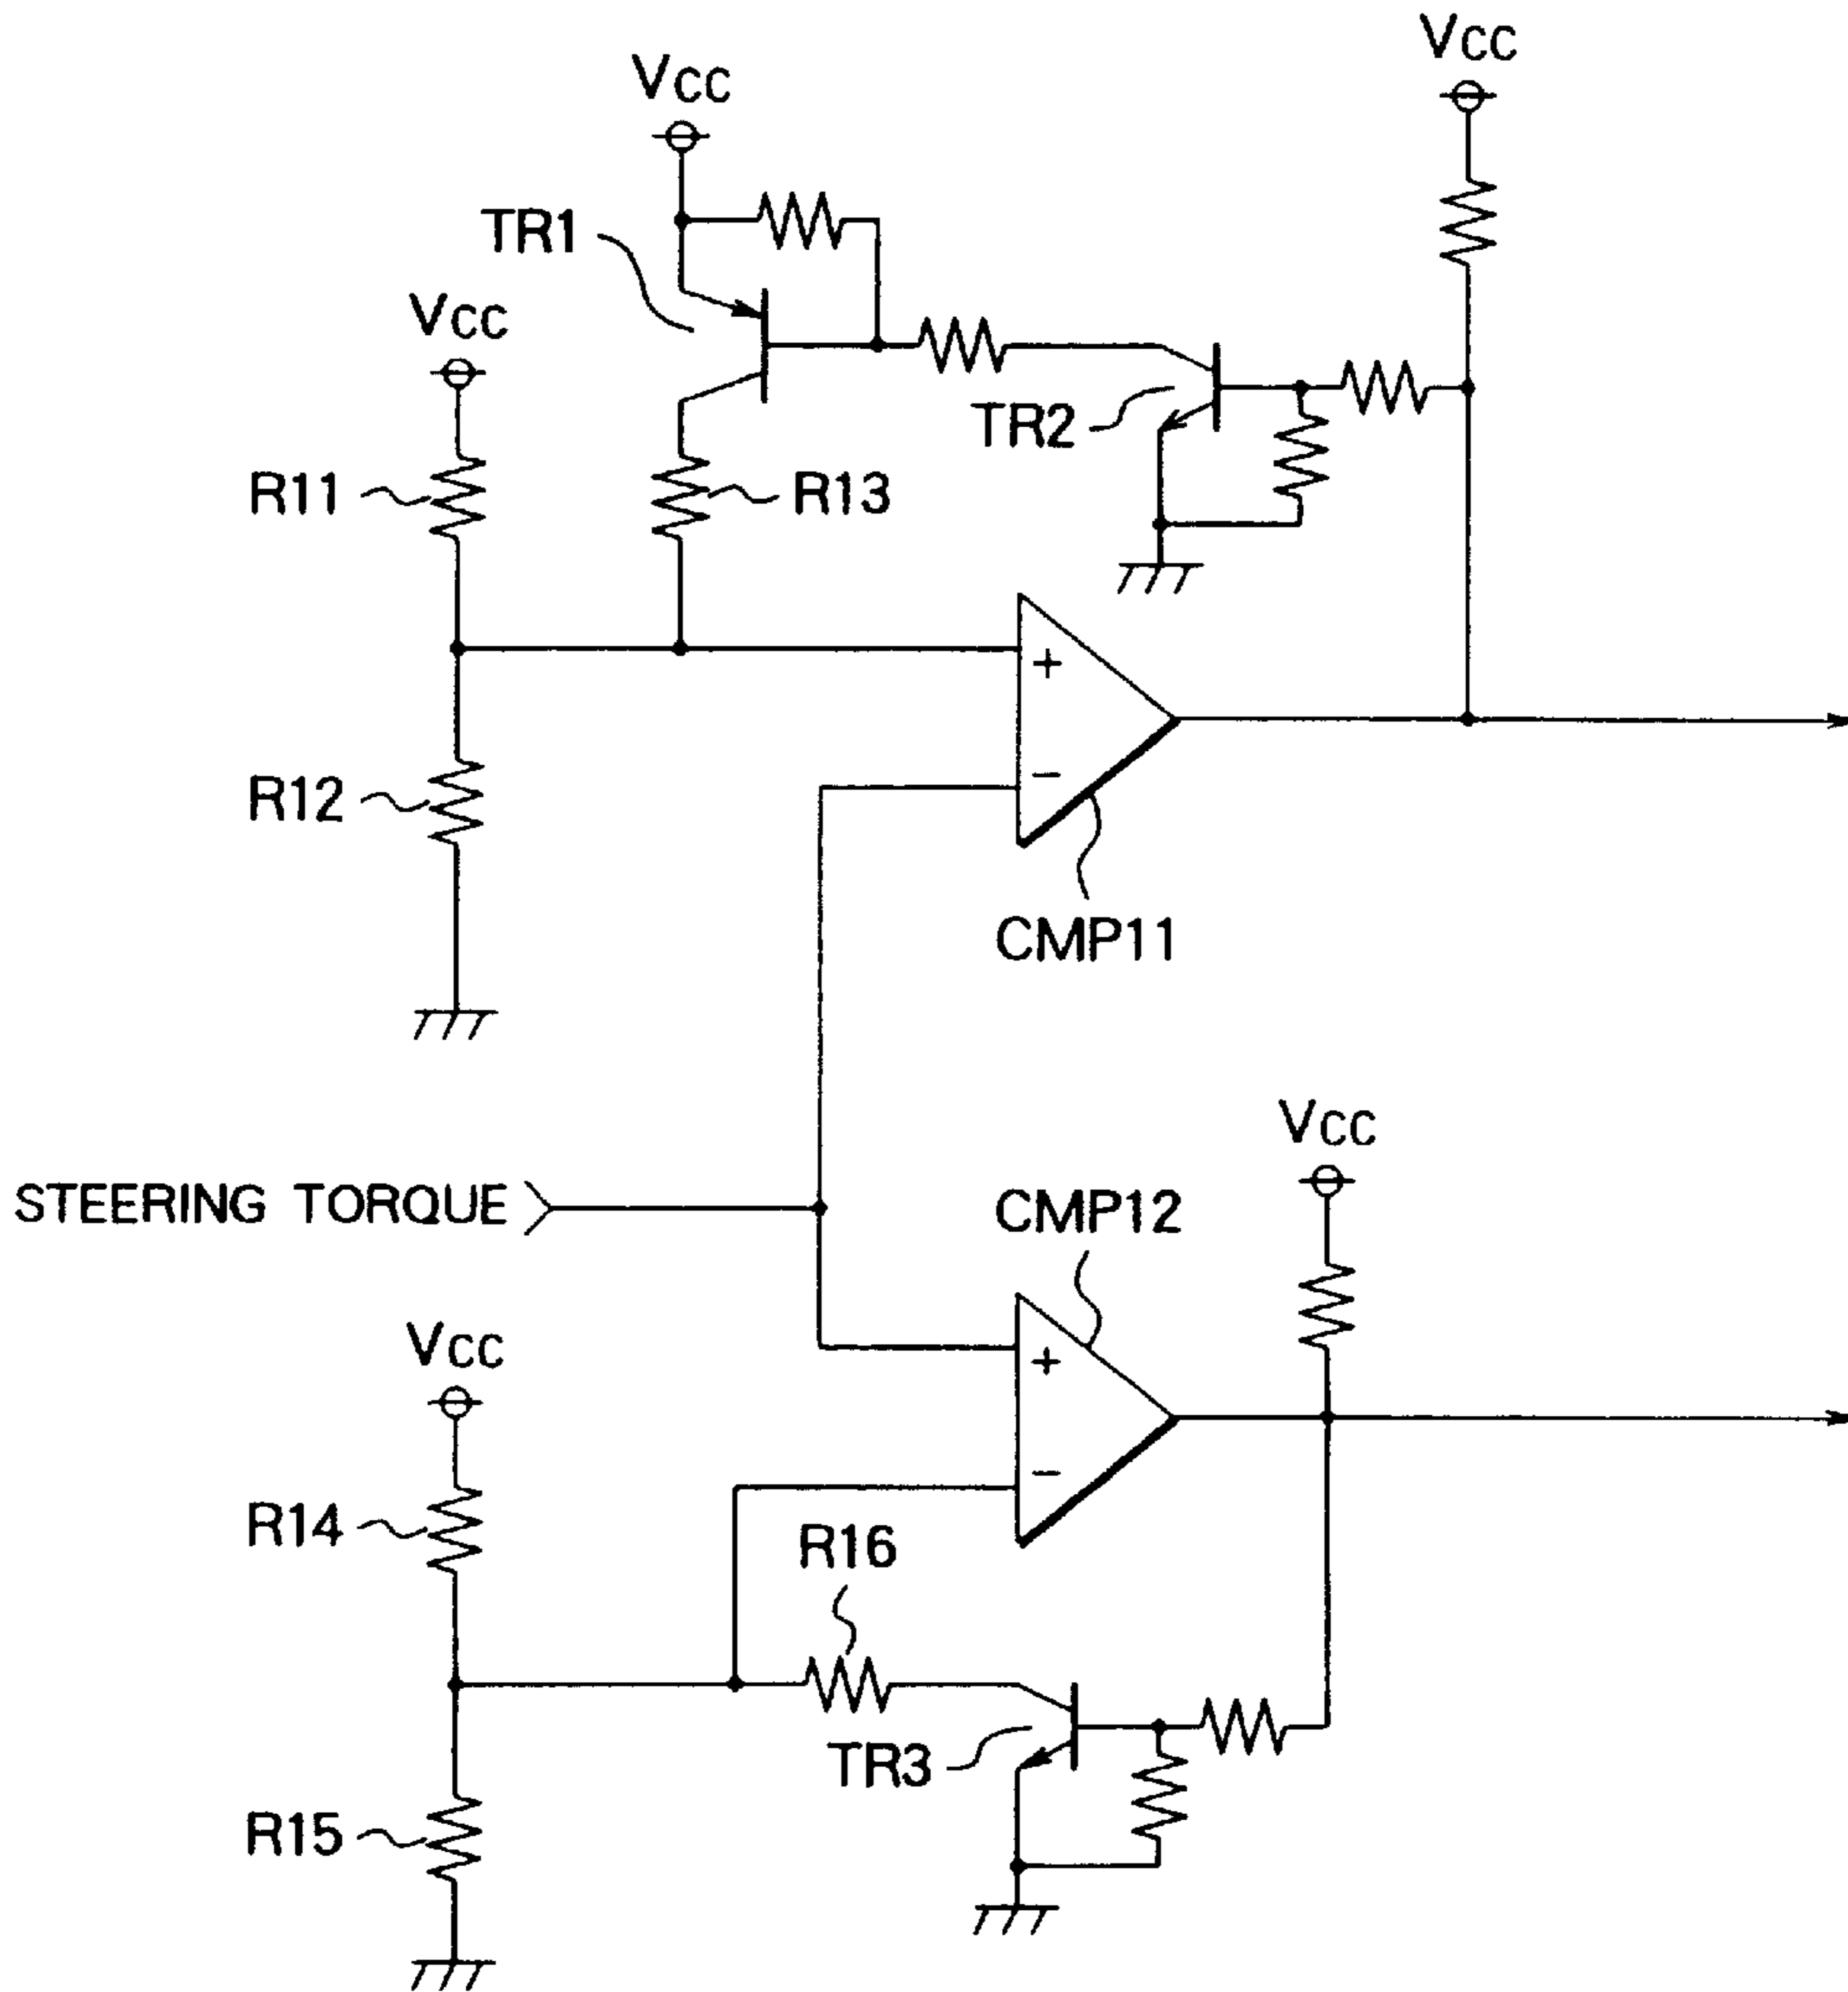 VCC
VCC
TR1
VCC
TR2
R11
R13
+
−
R12
CMP11
VCC
STEERING TORQUE
CMP12
VCC
+
−
R14
R16
TR3
R15